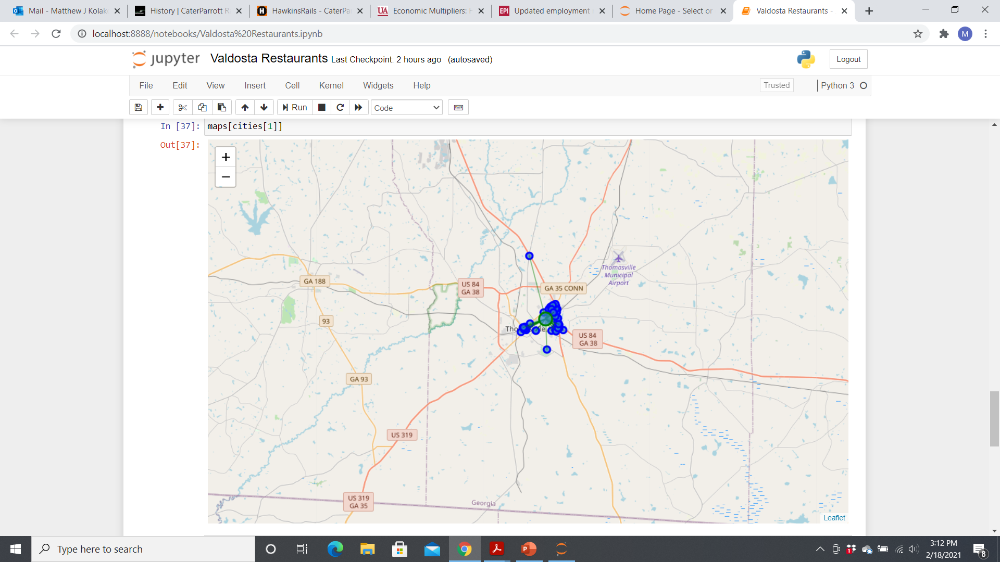 Mail - Matthew J Kolak
History | CaterParrott R
HawkinsRails - CaterPa
UA
Economic Multipliers: H
EPI
Updated employment
Home Page - Select or
Valdosta Restaurants -
localhost:8888/notebooks/Valdosta%20Restaurants.ipynb
M
jupyter
Valdosta Restaurants Last Checkpoint: 2 hours ago (autosaved)
Logout
File
Edit
View
Insert
Cell
Kernel
Widgets
Help
Trusted
Python 3
Run
Code
In [37]:
maps[cities[1]]
Out[37]:
+
−
Thomasville
Municipal
Airport
GA 188
US 84
GA 38
GA 35 CONN
93
US 84
GA 38
GA 93
US 319
US 319
GA 35
Georgia
Leaflet
Type here to search
3:12 PM
2/18/2021
8